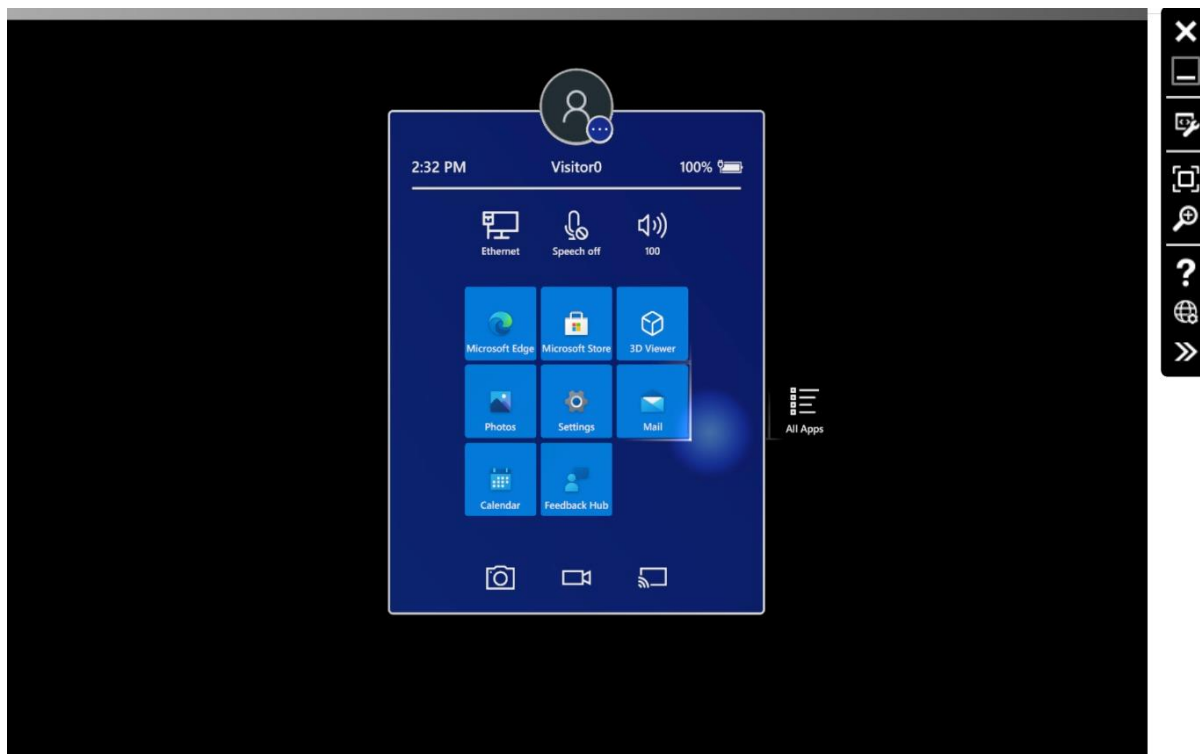 2:32 PM Visitor0 100%
Ethernet Speech off 100
Microsoft Edge Microsoft Store 3D Viewer
Photos Settings Mail
All Apps
Calendar Feedback Hub